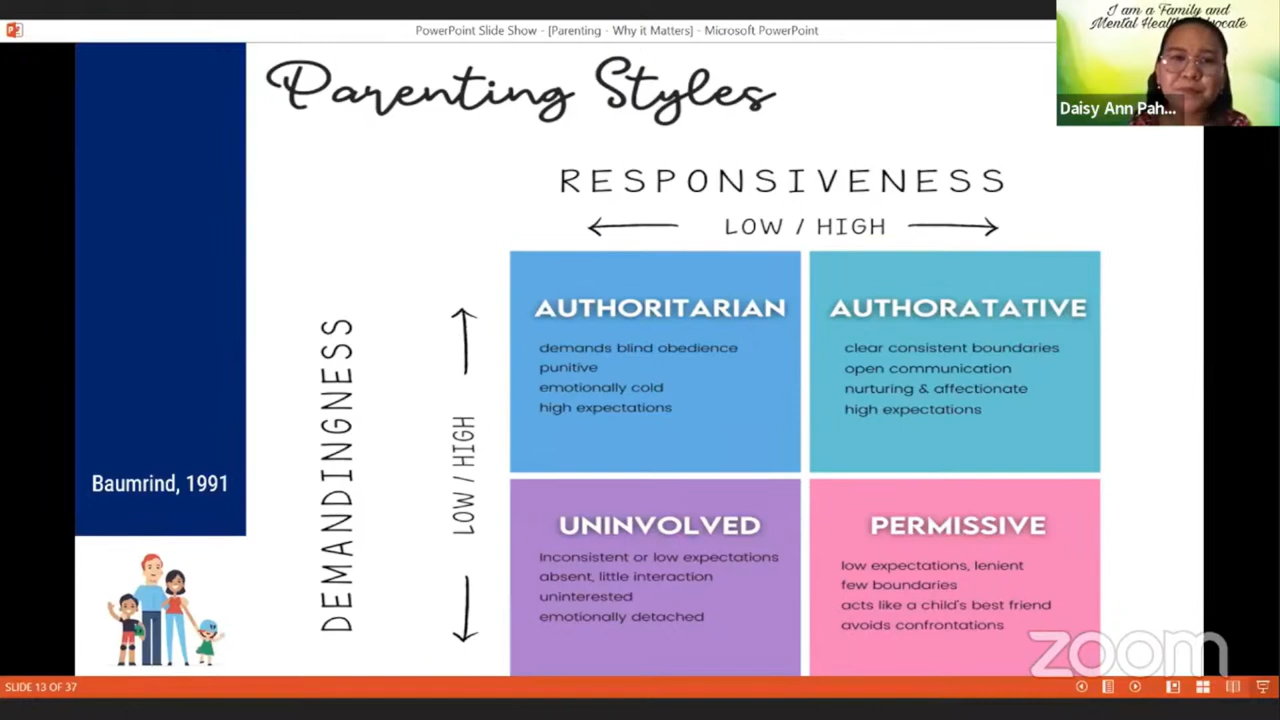 PowerPoint Slide Show - [Parenting - Why it Matters] - Microsoft PowerPoint
I am a Family and
Mental Health Advocate
Daisy Ann Pah...
Parenting Styles
RESPONSIVENESS
LOW / HIGH
DEMANDINGNESS
LOW / HIGH
AUTHORITARIAN
demands blind obedience
punitive
emotionally cold
high expectations
AUTHORATATIVE
clear consistent boundaries
open communication
nurturing & affectionate
high expectations
Baumrind, 1991
UNINVOLVED
Inconsistent or low expectations
absent, little interaction
uninterested
emotionally detached
PERMISSIVE
low expectations, lenient
few boundaries
acts like a child's best friend
avoids confrontations
zoom
SLIDE 13 OF 37